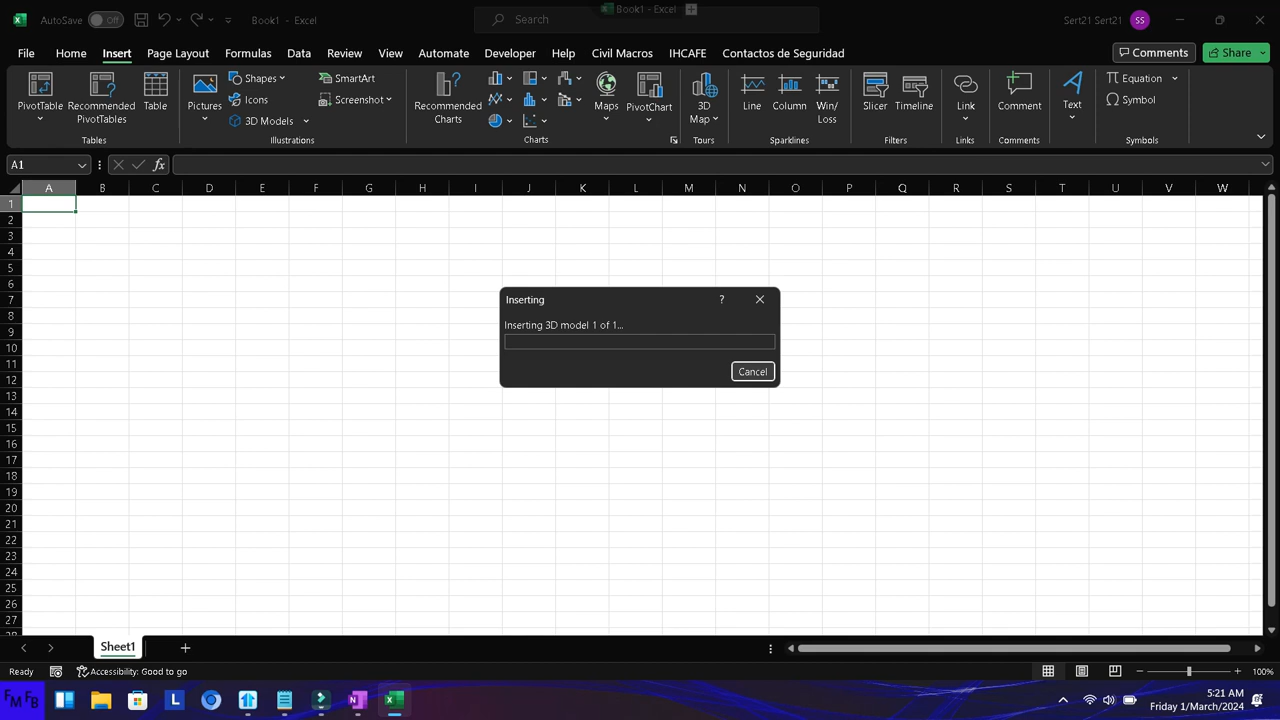 AutoSave Off Book1 - Excel Search Book1 - Excel Sert21 Sert21 SS
File Home Insert Page Layout Formulas Data Review View Automate Developer Help Civil Macros IHCAFE Contactos de Seguridad Comments Share
PivotTable
Recommended
PivotTables
Table
Tables
Pictures
Shapes
Icons
3D Models
SmartArt
Screenshot
Illustrations
Recommended
Charts
Maps
PivotChart
Charts
3D
Map
Tours
Line
Column
Win/
Loss
Sparklines
Slicer
Timeline
Filters
Link
Links
Comment
Comments
Text
Equation
Symbol
Symbols
A1 fx
A B C D E F G H I J K L M N O P Q R S T U V W
1
2
3
4
5
6
7
8
9
10
11
12
13
14
15
16
17
18
19
20
21
22
23
24
25
26
27
28
Inserting ?
Inserting 3D model 1 of 1...
Cancel
Sheet1
Ready Accessibility: Good to go 100%
FM FB L N
5:21 AM
Friday 1/March/2024